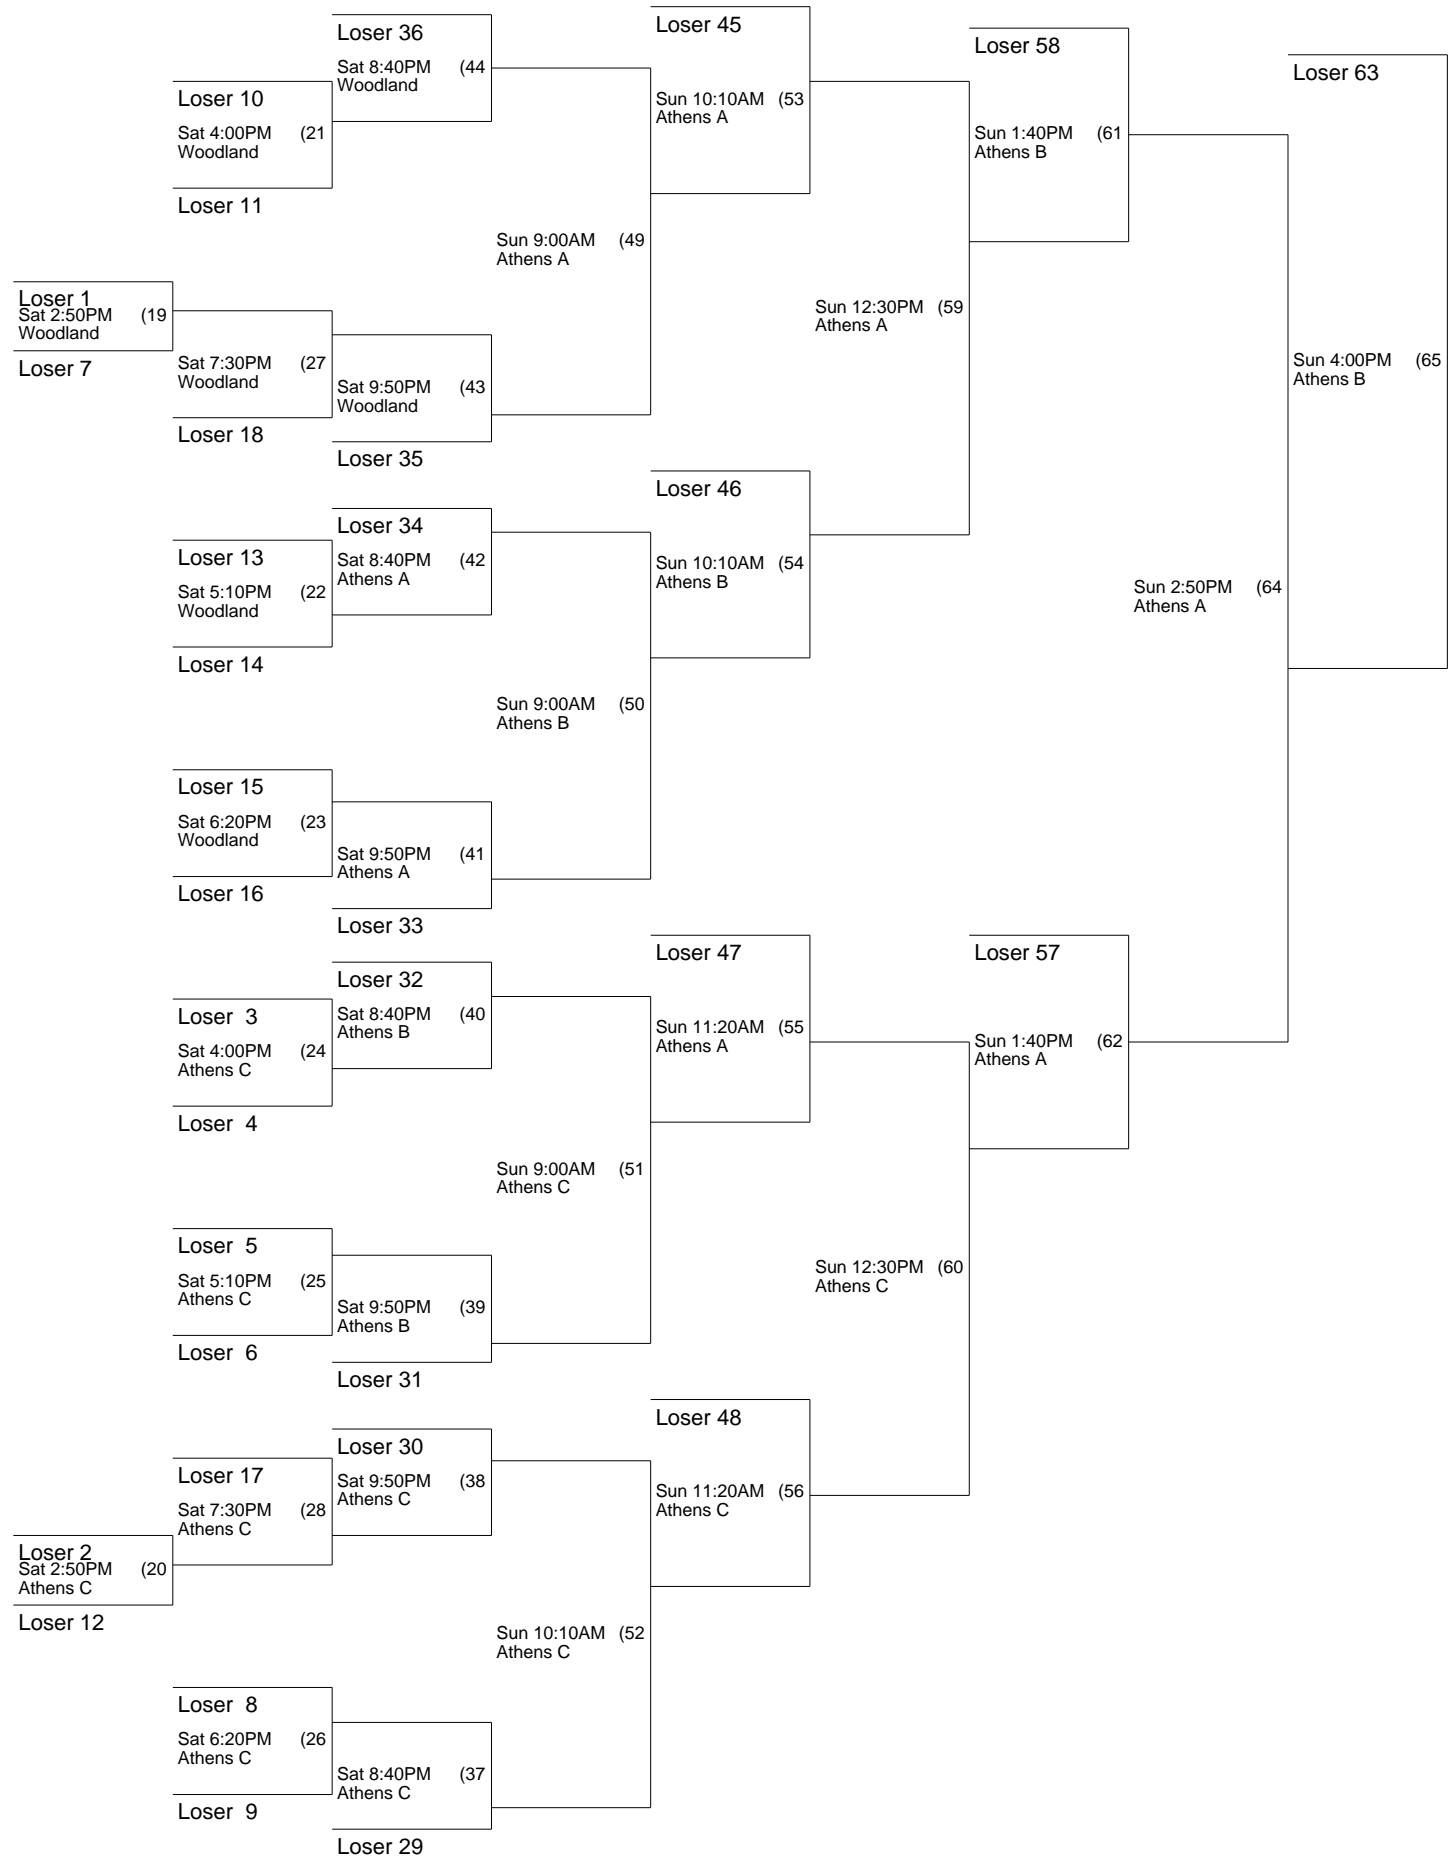 Loser 36
Sat 8:40PM (44
Woodland
Loser 10
Sat 4:00PM (21
Woodland
Loser 11
Loser 45
Sun 10:10AM (53
Athens A
Loser 58
Sun 1:40PM (61
Athens B
Loser 63
Sun 9:00AM (49
Athens A
Loser 1
Sat 2:50PM (19
Woodland
Loser 7
Sat 7:30PM (27
Woodland
Loser 18
Sat 9:50PM (43
Woodland
Loser 35
Sun 12:30PM (59
Athens A
Sun 4:00PM (65
Athens B
Loser 46
Sun 10:10AM (54
Athens B
Loser 34
Sat 8:40PM (42
Athens A
Loser 13
Sat 5:10PM (22
Woodland
Loser 14
Sun 2:50PM (64
Athens A
Sun 9:00AM (50
Athens B
Loser 15
Sat 6:20PM (23
Woodland
Loser 16
Sat 9:50PM (41
Athens A
Loser 33
Loser 47
Sun 11:20AM (55
Athens A
Loser 57
Sun 1:40PM (62
Athens A
Loser 32
Sat 8:40PM (40
Athens B
Loser 3
Sat 4:00PM (24
Athens C
Loser 4
Sun 9:00AM (51
Athens C
Loser 5
Sat 5:10PM (25
Athens C
Loser 6
Sat 9:50PM (39
Athens B
Loser 31
Sun 12:30PM (60
Athens C
Loser 48
Sun 11:20AM (56
Athens C
Loser 30
Sat 9:50PM (38
Athens C
Loser 17
Sat 7:30PM (28
Athens C
Loser 2
Sat 2:50PM (20
Athens C
Loser 12
Sun 10:10AM (52
Athens C
Loser 8
Sat 6:20PM (26
Athens C
Loser 9
Sat 8:40PM (37
Athens C
Loser 29